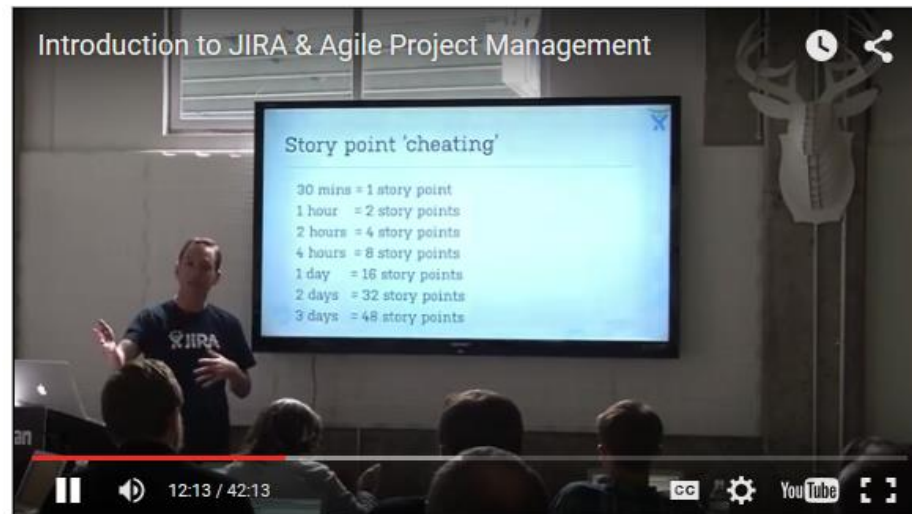 Introduction to JIRA & Agile Project Management
Story point 'cheating'
30 mins = 1 story point
1 hour = 2 story points
2 hours = 4 story points
4 hours = 8 story points
1 day = 16 story points
2 days = 32 story points
3 days = 48 story points
JIRA
an
12:13 / 42:13
CC
YouTube